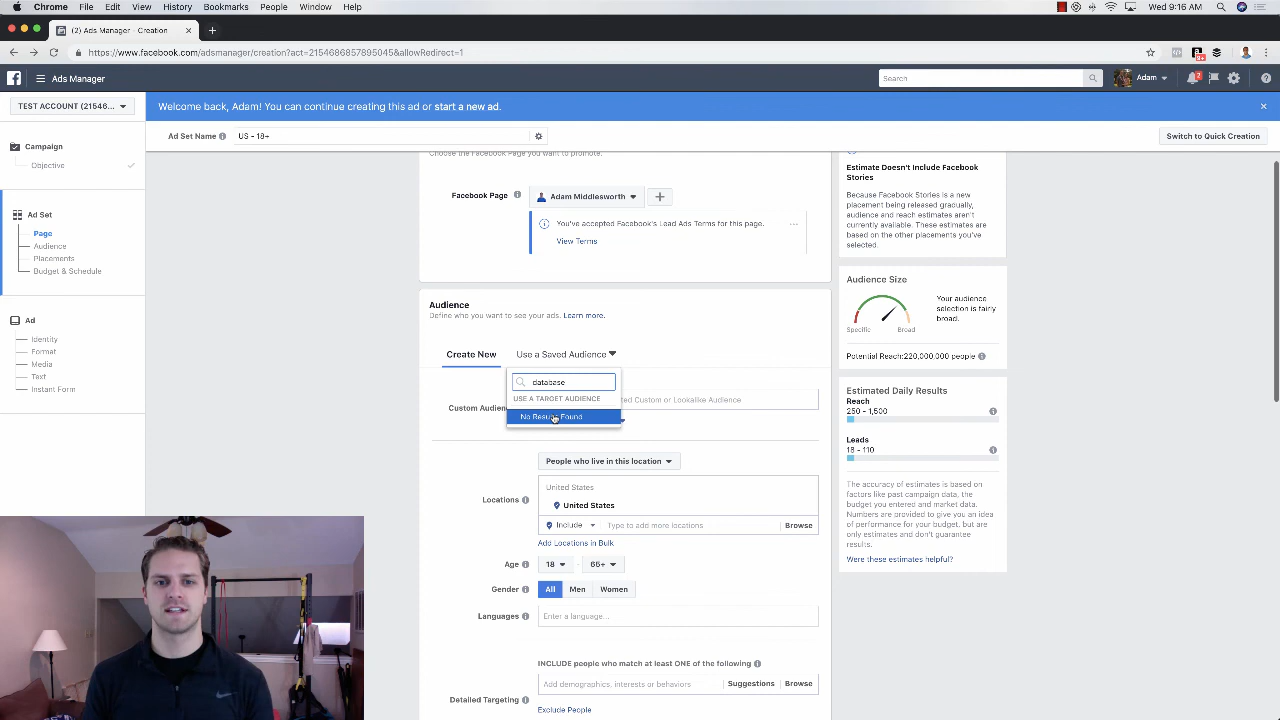 Chrome File Edit View History Bookmarks People Window Help
Wed 9:16 AM
(2) Ads Manager - Creation
https://www.facebook.com/adsmanager/creation?act=2154686857895045&allowRedirect=1
Ads Manager
Search
Adam
2
TEST ACCOUNT (21546...
Welcome back, Adam! You can continue creating this ad or start a new ad.
Ad Set Name
US - 18+
Switch to Quick Creation
Campaign
Objective
Ad Set
Page
Audience
Placements
Budget & Schedule
Ad
Identity
Format
Media
Text
Instant Form
Choose the Facebook Page you want to promote.
Facebook Page
Adam Middlesworth
You've accepted Facebook's Lead Ads Terms for this page.
View Terms
Audience
Define who you want to see your ads. Learn more.
Create New
Use a Saved Audience
database
USE A TARGET AUDIENCE
No Results Found
Custom Audien
ted Custom or Lookalike Audience
People who live in this location
Locations
United States
United States
Include
Type to add more locations
Browse
Add Locations in Bulk
Age
18 - 65+
Gender
All Men Women
Languages
Enter a language...
INCLUDE people who match at least ONE of the following
Detailed Targeting
Add demographics, interests or behaviors
Suggestions
Browse
Exclude People
Estimate Doesn't Include Facebook
Stories
Because Facebook Stories is a new
placement being released gradually,
audience and reach estimates aren't
currently available. These estimates are
based on the other placements you've
selected.
Audience Size
Specific Broad
Your audience
selection is fairly
broad.
Potential Reach:220,000,000 people
Estimated Daily Results
Reach
250 - 1,500
Leads
18 - 110
The accuracy of estimates is based on
factors like past campaign data, the
budget you entered and market data.
Numbers are provided to give you an idea
of performance for your budget, but are
only estimates and don't guarantee
results.
Were these estimates helpful?